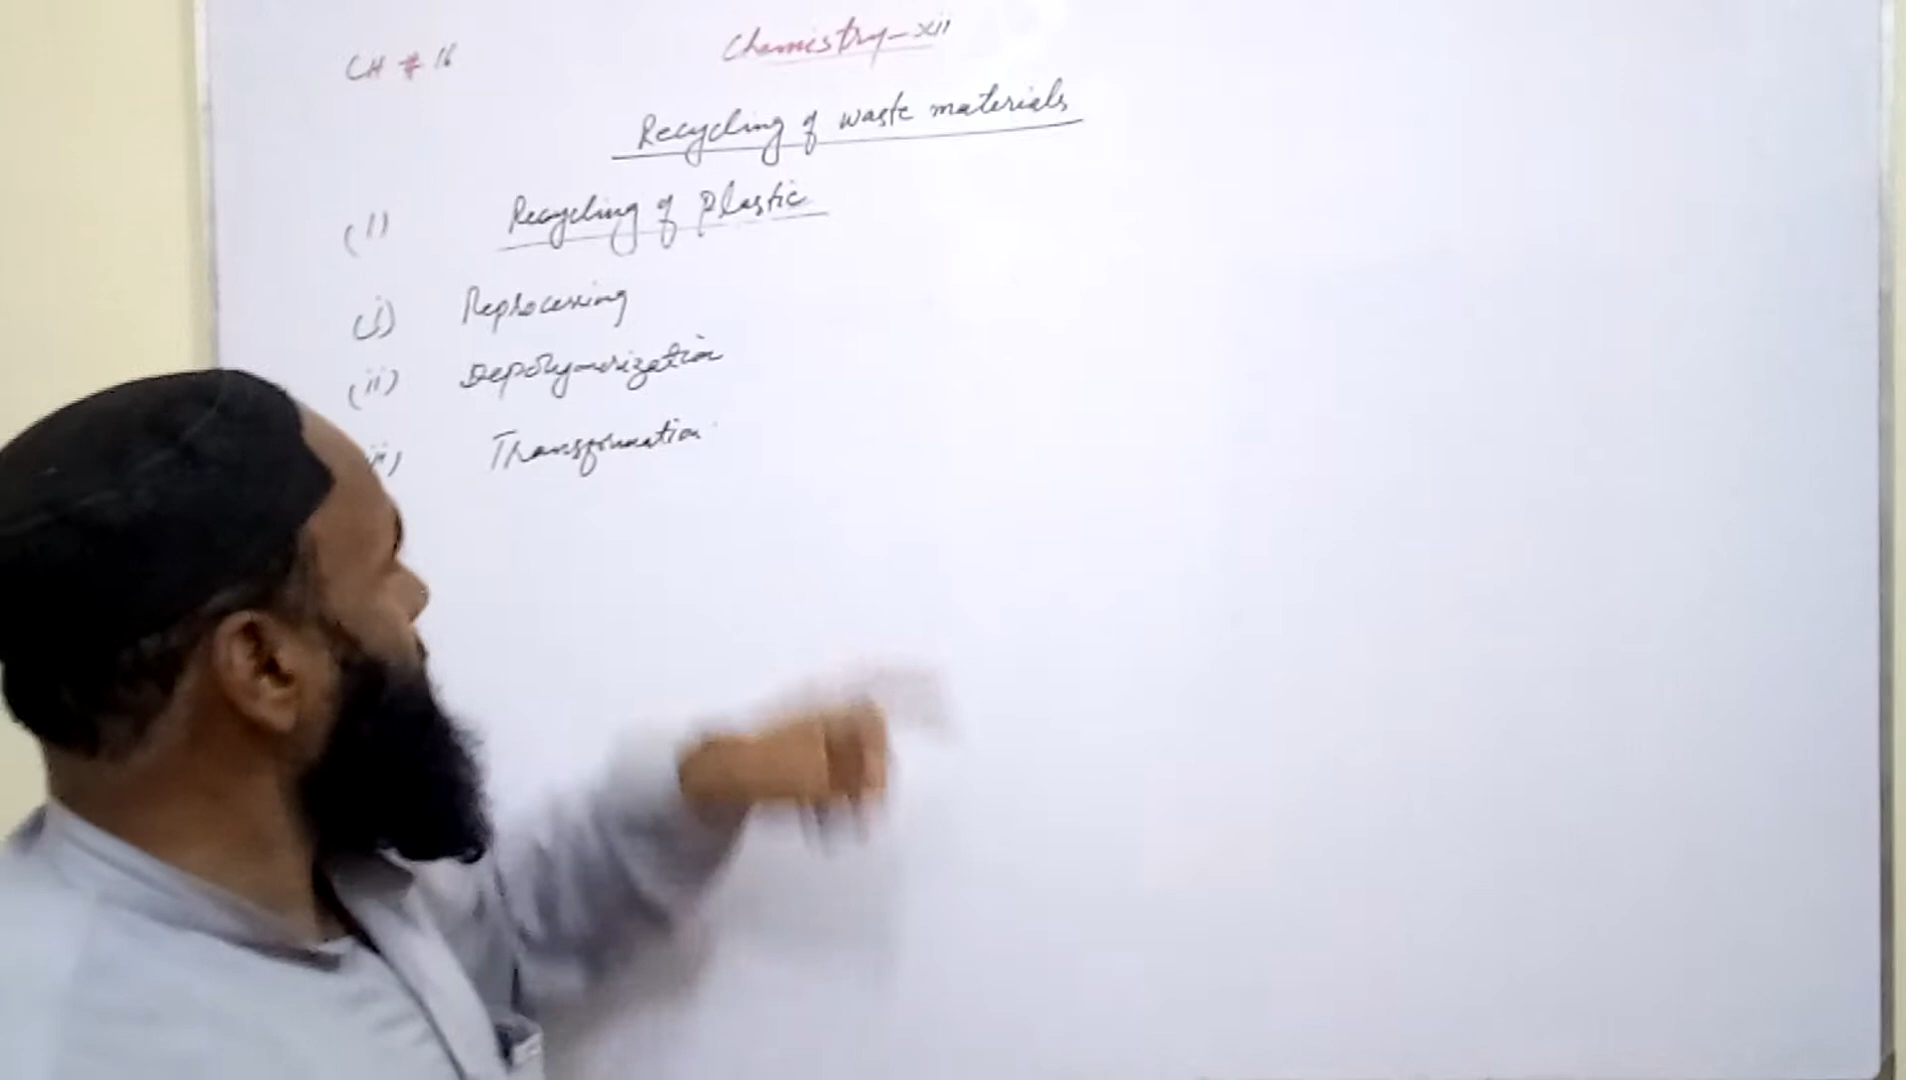 CH # 16
Chemistry-XII
Recycling of waste materials
(1) Recycling of Plastic
(i) Reprocessing
(ii) Depolymerization
Transformation